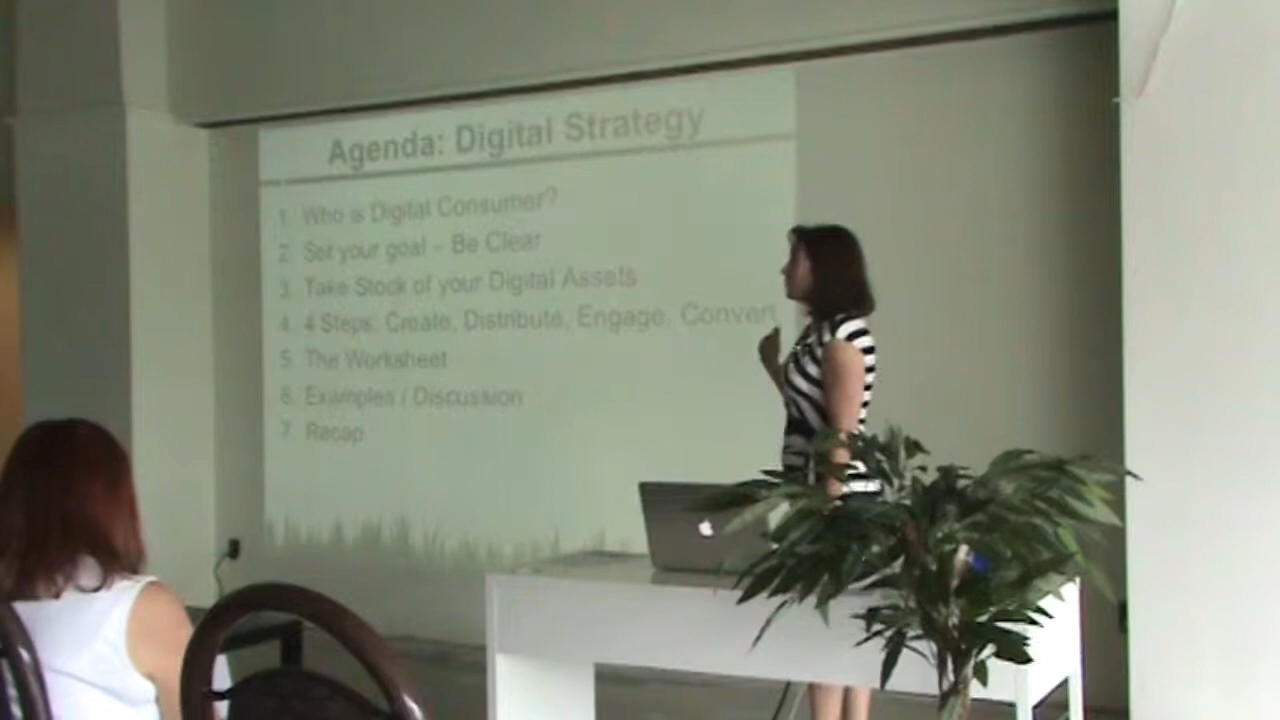 Agenda: Digital Strategy
1. Who is Digital Consumer?
2. Set your goal – Be Clear
3. Take Stock of your Digital Assets
4. 4 Steps: Create, Distribute, Engage, Convert
5. The Worksheet
6. Examples / Discussion
7. Recap